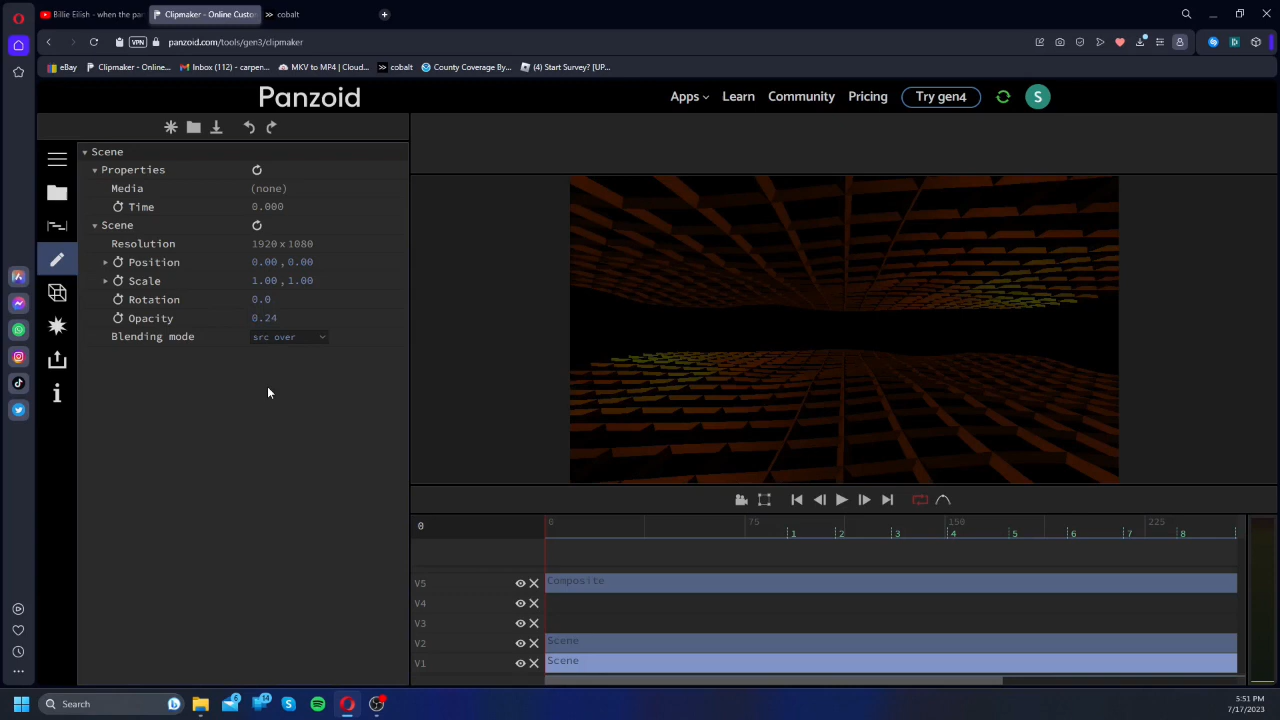 Billie Eilish - when the pa
Clipmaker - Online Custo
cobalt
VPN
panzoid.com/tools/gen3/clipmaker
eBay
Clipmaker - Online...
Inbox (112) - carpen...
MKV to MP4 | Cloud...
cobalt
County Coverage By...
(4) Start Survey? [UP...
Panzoid
Apps
Learn
Community
Pricing
Try gen4
S
Scene
Properties
Media (none)
Time 0.000
Scene
Resolution 1920 x 1080
Position 0.00 , 0.00
Scale 1.00 , 1.00
Rotation 0.0
Opacity 0.24
Blending mode src over
0
0 75 150 225
1 2 3 4 5 6 7 8
V5 Composite
V4
V3
V2 Scene
V1 Scene
Search
5:51 PM
7/17/2023